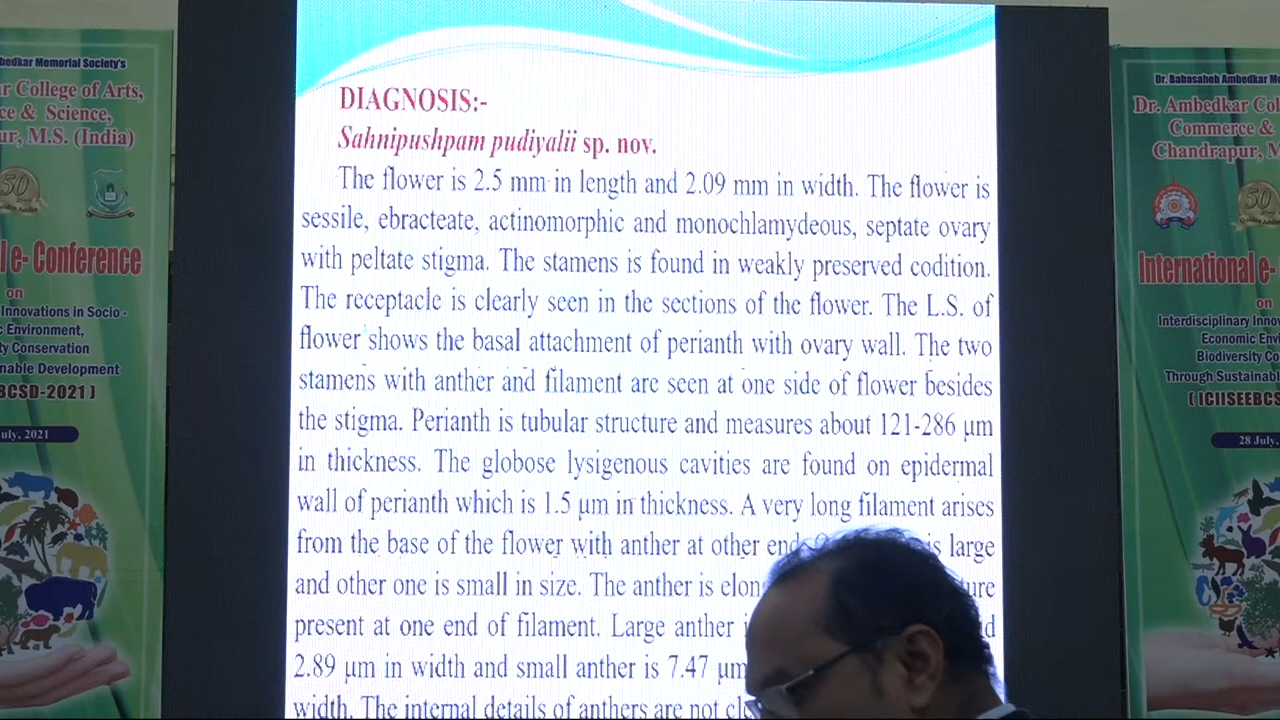 DIAGNOSIS:-
Sahnipushpam pudiyalii sp. nov.
The flower is 2.5 mm in length and 2.09 mm in width. The flower is
sessile, ebracteate, actinomorphic and monochlamydeous, septate ovary
with peltate stigma. The stamens is found in weakly preserved codition.
The receptacle is clearly seen in the sections of the flower. The L.S. of
flower shows the basal attachment of perianth with ovary wall. The two
stamens with anther and filament are seen at one side of flower besides
the stigma. Perianth is tubular structure and measures about 121-286 µm
in thickness. The globose lysigenous cavities are found on epidermal
wall of perianth which is 1.5 µm in thickness. A very long filament arises
from the base of the flower with anther at other is large
and other one is small in size. The anther is
present at one end of filament. Large anther
2.89 µm in width and small anther is 7.47 µm
width. The internal details of anthers are not
Memorial Society's
College of Arts,
& Science,
M.S. (India)
50
e- Conference
on
Innovations in Socio -
Environment,
Conservation
Development
2021 )
July, 2021
Dr. Babasaheb Ambedkar
Dr. Ambedkar
Commerce &
Chandrapur,
50
International e-
on
Interdisciplinary
Economic
Biodiversity
Through
( ICIISEEBCS
28 July,